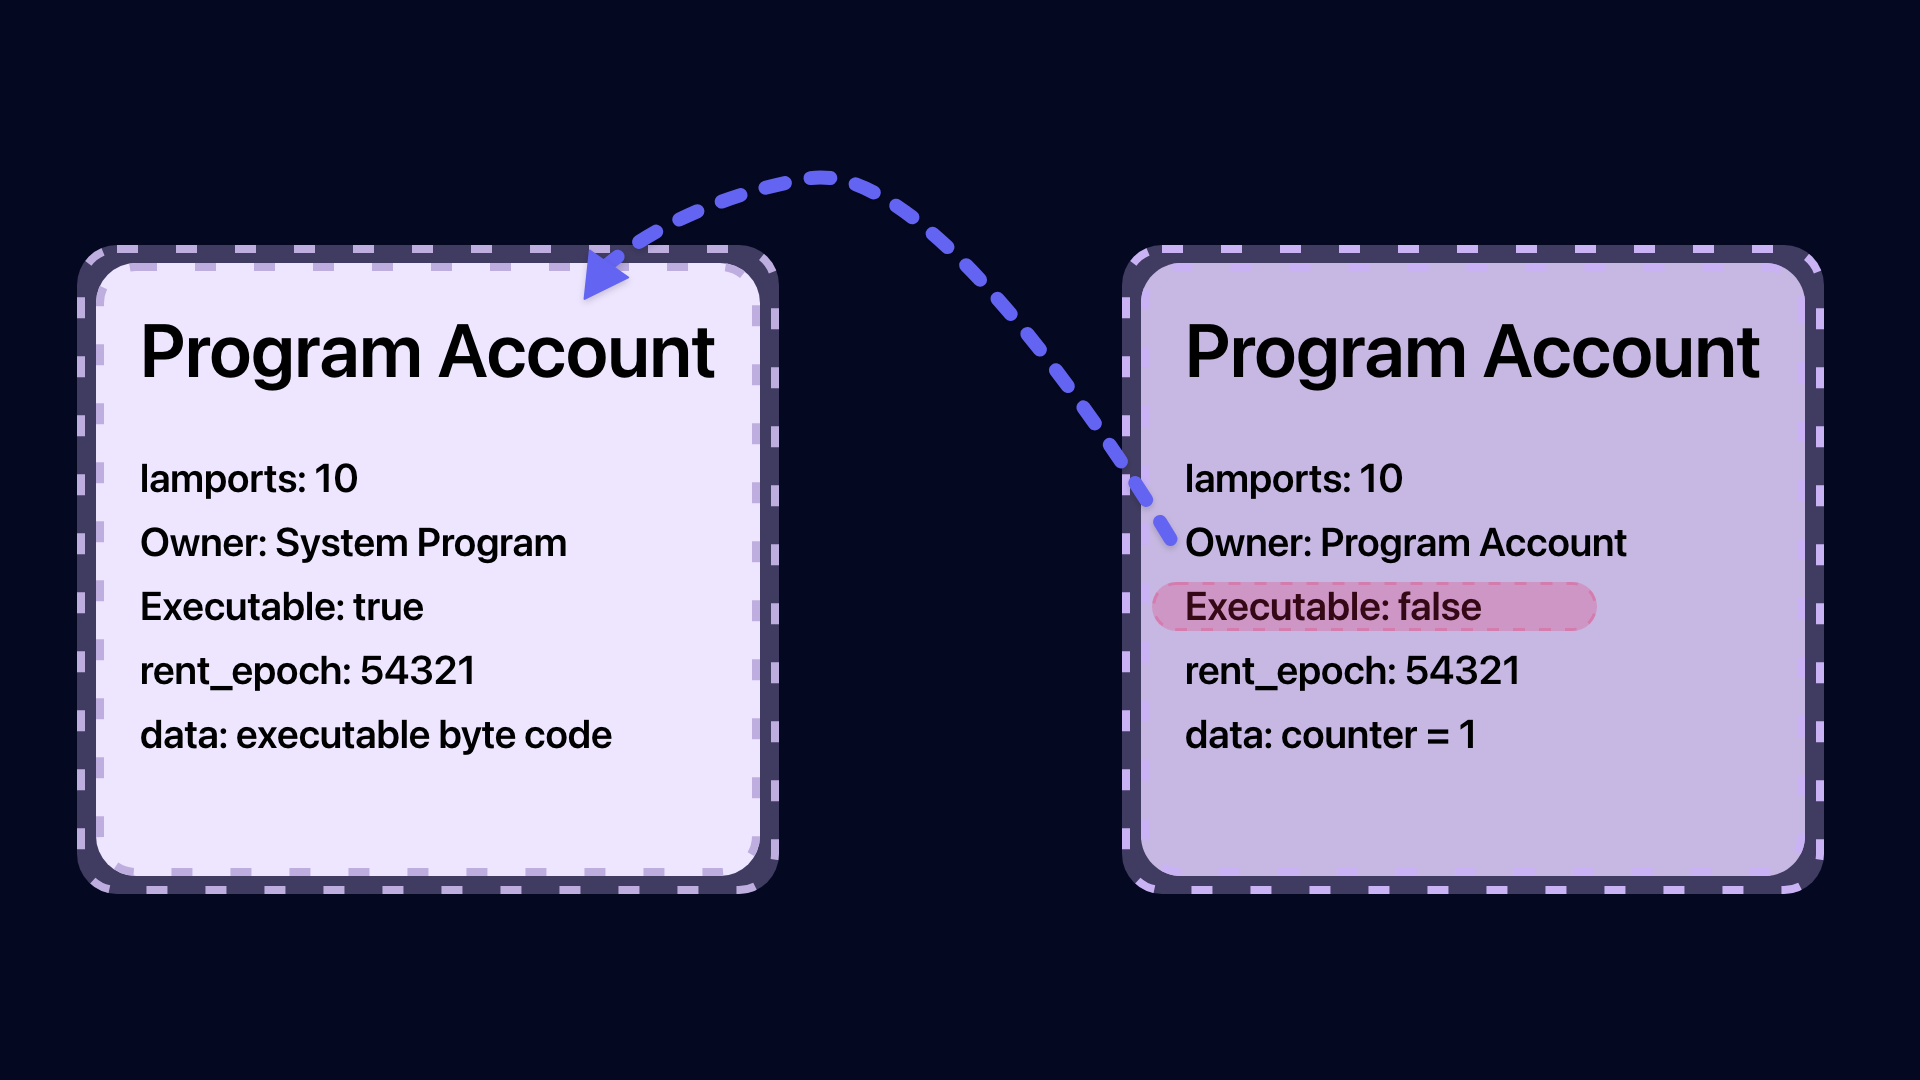 Program Account
lamports: 10
Owner: System Program
Executable: true
rent_epoch: 54321
data: executable byte code
Program Account
lamports: 10
Owner: Program Account
Executable: false
rent_epoch: 54321
data: counter = 1